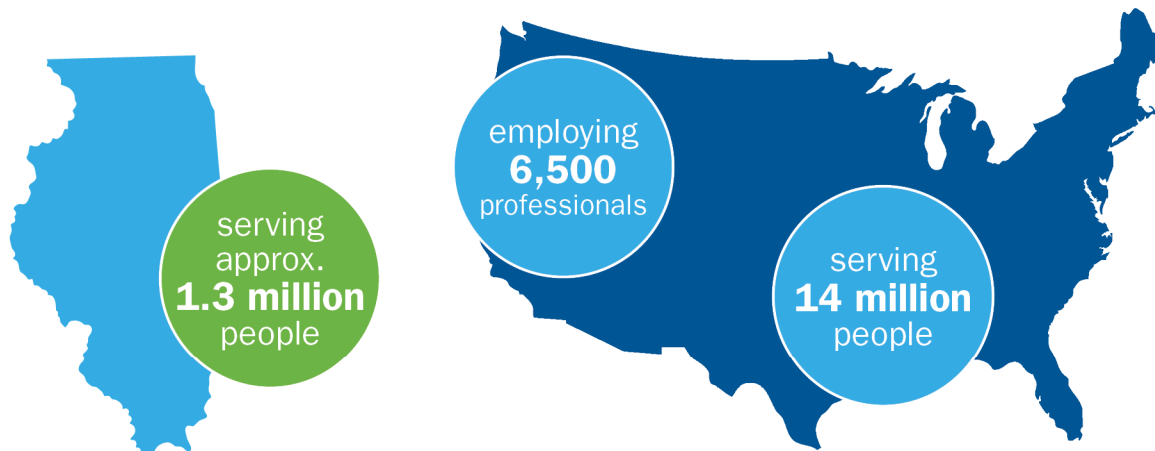 serving
approx.
1.3 million
people
employing
6,500
professionals
serving
14 million
people